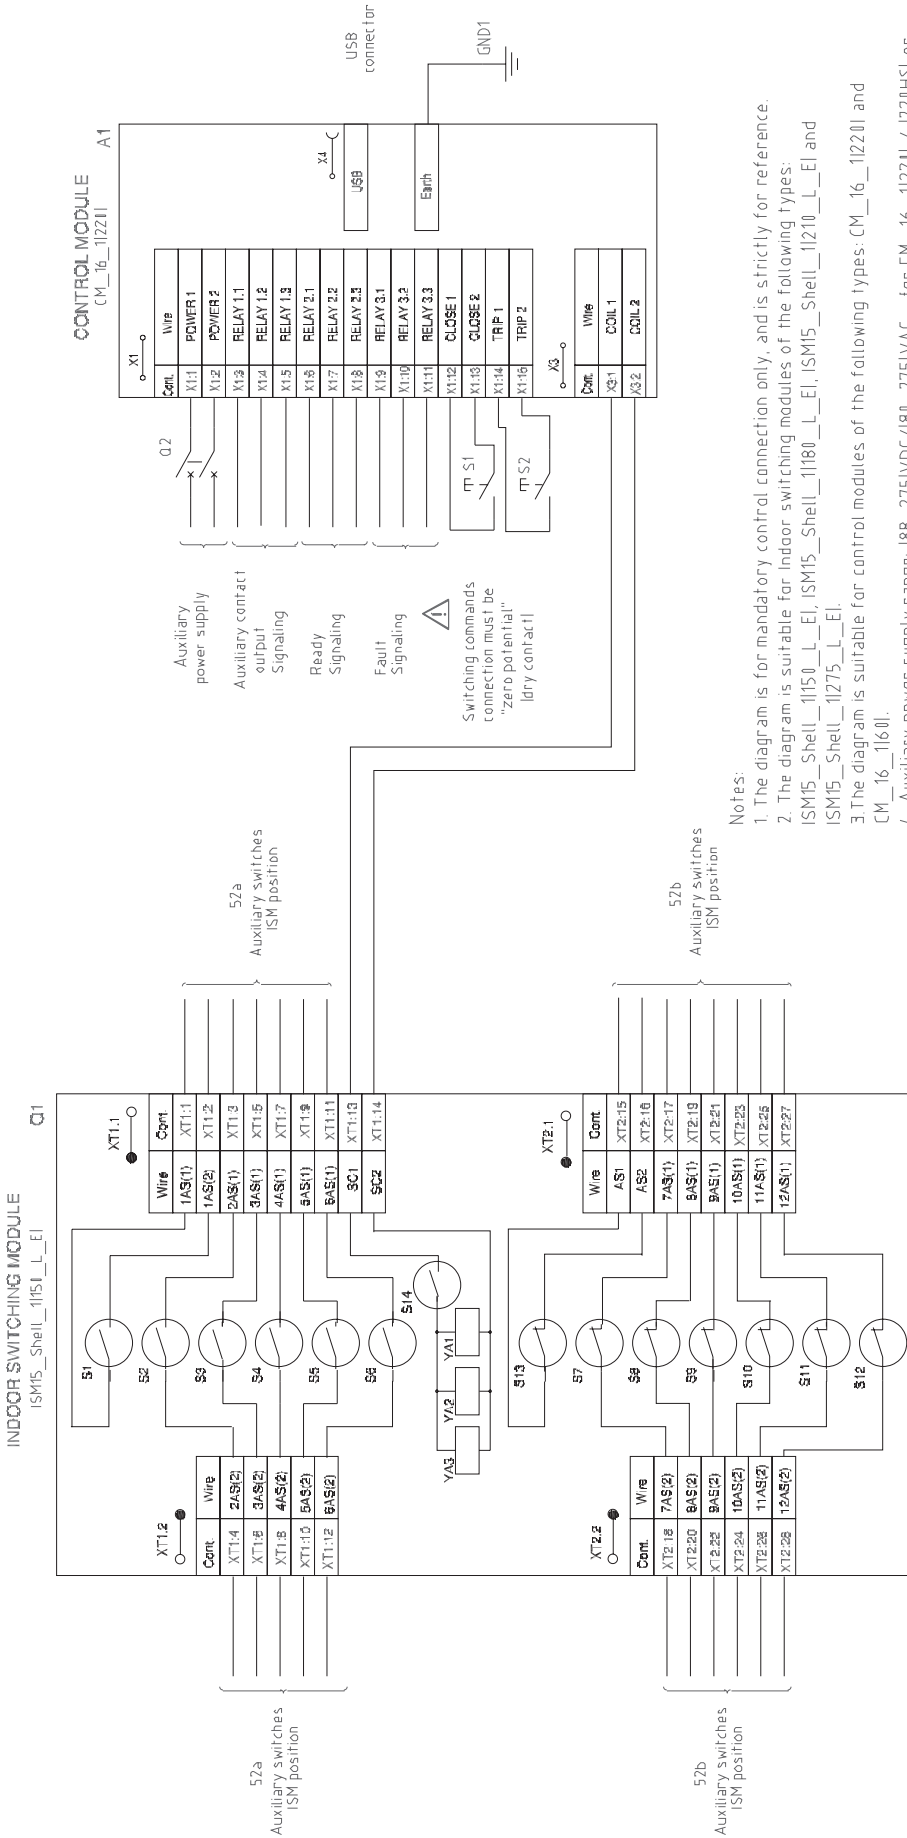 INDOOR SWITCHING MODULE
ISM15_Shell_1(150_L_E)
Q1
XT1.2
Cont. Wire
XT1:4 2AS(2)
XT1:6 3AS(2)
XT1:8 4AS(2)
XT1:10 5AS(2)
XT1:12 6AS(2)
52a
Auxiliary switches
ISM position
S1
S2
S3
S4
S5
S6
S14
YA1
YA2
YA3
XT1.1
Wire Cont.
1AS(1) XT1:1
1AS(2) XT1:2
2AS(1) XT1:3
3AS(1) XT1:5
4AS(1) XT1:7
5AS(1) XT1:9
6AS(1) XT1:11
SC1 XT1:13
SC2 XT1:14
52a
Auxiliary switches
ISM position
XT2.2
Cont. Wire
XT2:18 7AS(2)
XT2:20 8AS(2)
XT2:22 9AS(2)
XT2:24 10AS(2)
XT2:26 11AS(2)
XT2:28 12AS(2)
52b
Auxiliary switches
ISM position
S13
S7
S8
S9
S10
S11
S12
XT2.1
Wire Cont.
AS1 XT2:15
AS2 XT2:16
7AS(1) XT2:17
8AS(1) XT2:19
9AS(1) XT2:21
10AS(1) XT2:23
11AS(1) XT2:25
12AS(1) XT2:27
52b
Auxiliary switches
ISM position
CONTROL MODULE
CM_16_1(220)
A1
X1
Cont. Wire
X1:1 POWER 1
X1:2 POWER 2
X1:3 RELAY 1.1
X1:4 RELAY 1.2
X1:5 RELAY 1.3
X1:6 RELAY 2.1
X1:7 RELAY 2.2
X1:8 RELAY 2.3
X1:9 RELAY 3.1
X1:10 RELAY 3.2
X1:11 RELAY 3.3
X1:12 CLOSE 1
X1:13 CLOSE 2
X1:14 TRIP 1
X1:15 TRIP 2
X3
Cont. Wire
X3:1 COIL 1
X3:2 COIL 2
X4
USB
Earth
USB
connector
GND1
Q2
S1
S2
Auxiliary
power supply
Auxiliary contact
output
Signaling
Ready
Signaling
Fault
Signaling
Switching commands
connection must be
"zero potential"
(dry contact)
Notes:
1. The diagram is for mandatory control connection only, and is strictly for reference.
2. The diagram is suitable for Indoor switching modules of the following types:
ISM15_Shell_1(150_L_E), ISM15_Shell_1(180_L_E), ISM15_Shell_1(210_L_E) and
ISM15_Shell_1(275_L_E).
3.The diagram is suitable for control modules of the following types: CM_16_1(220) and
CM_16_1(60).